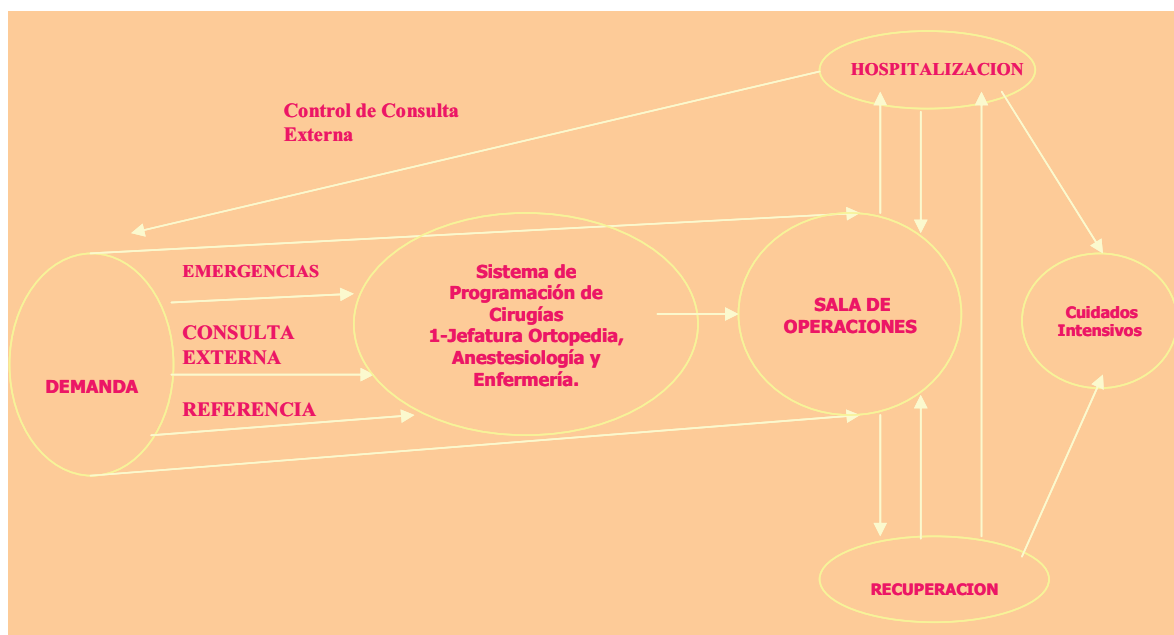 HOSPITALIZACION
Control de Consulta
Externa
EMERGENCIAS
CONSULTA
EXTERNA
REFERENCIA
DEMANDA
Sistema de
Programación de
Cirugías
1-Jefatura Ortopedia,
Anestesiología y
Enfermería.
SALA DE
OPERACIONES
Cuidados
Intensivos
RECUPERACION